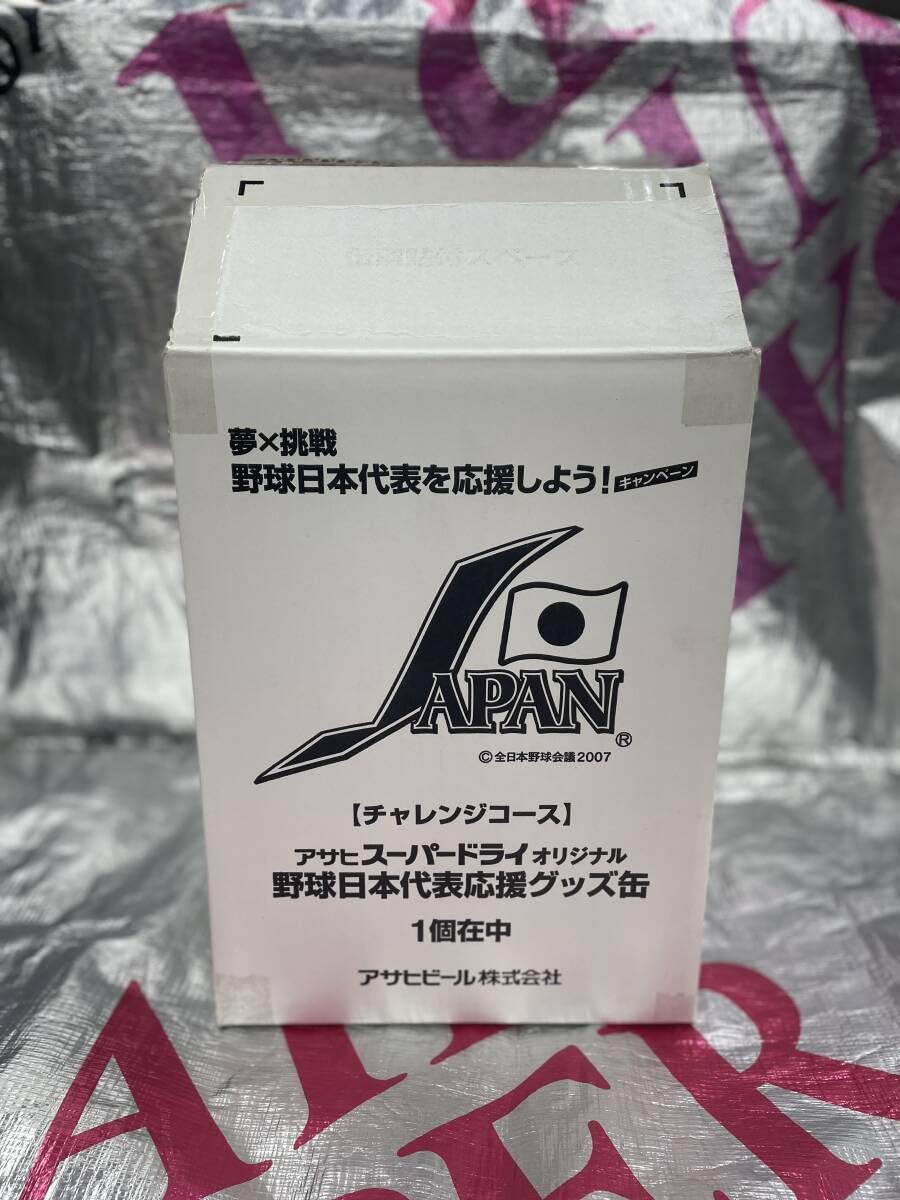 夢×挑戦
野球日本代表を応援しよう!キャンペーン
JAPAN®
©全日本野球会議2007
【チャレンジコース】
アサヒスーパードライオリジナル
野球日本代表応援グッズ缶
1個在中
アサヒビール株式会社